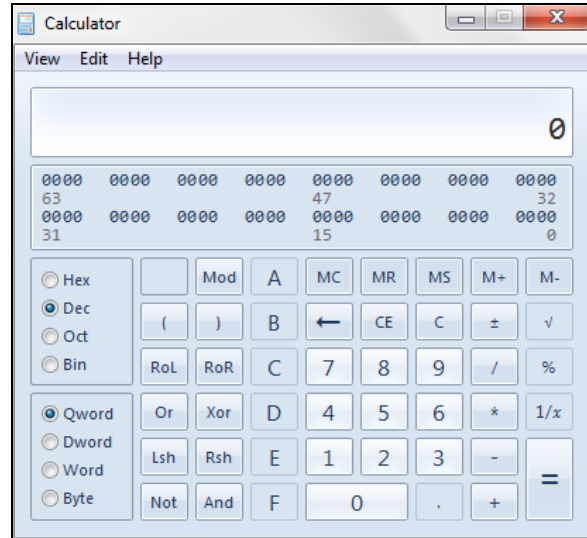 Calculator
View Edit Help
0
0000 0000 0000 0000 0000 0000 0000 0000
63 47 32
0000 0000 0000 0000 0000 0000 0000 0000
31 15 0
Hex Mod A MC MR MS M+ M-
Dec ( ) B ← CE C ± √
Oct
Bin RoL RoR C 7 8 9 / %
Qword Or Xor D 4 5 6 * 1/x
Dword Lsh Rsh E 1 2 3 - =
Word
Byte Not And F 0 . +